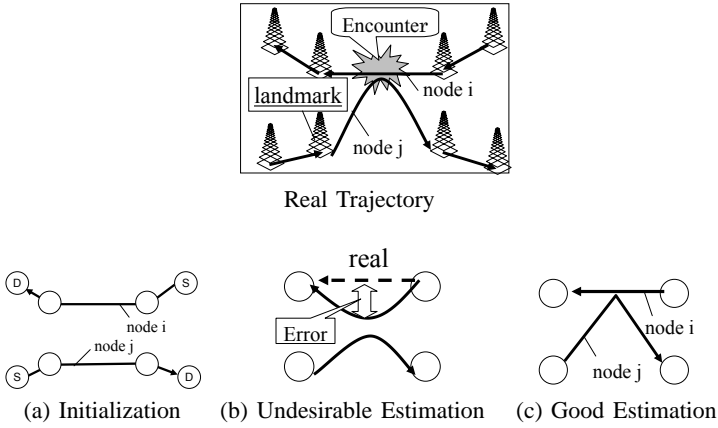 Encounter
node i
landmark
node j
Real Trajectory
D
S
node i
node j
S
D
(a) Initialization
real
Error
(b) Undesirable Estimation
node i
node j
(c) Good Estimation